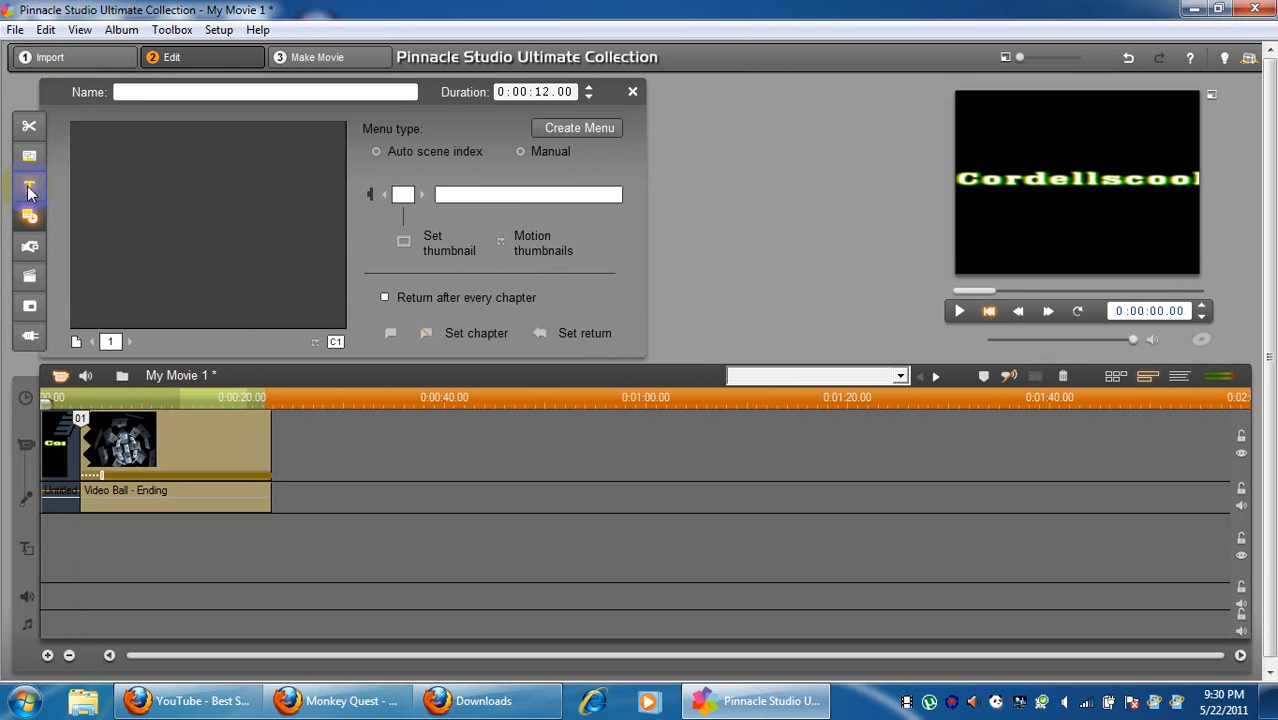 Pinnacle Studio Ultimate Collection - My Movie 1 *
File Edit View Album Toolbox Setup Help
1 Import 2 Edit 3 Make Movie Pinnacle Studio Ultimate Collection
Name: Duration: 0:00:12.00
Menu type: Create Menu
Auto scene index Manual
Set thumbnail Motion thumbnails
Return after every chapter
Set chapter Set return
1 C1
Cordellscool
0:00:00.00
My Movie 1 *
00.00 0:00:20.00 0:00:40.00 0:01:00.00 0:01:20.00 0:01:40.00 0:02:
01
Untitled Video Ball - Ending
YouTube - Best S... Monkey Quest - ... Downloads Pinnacle Studio U...
9:30 PM
5/22/2011